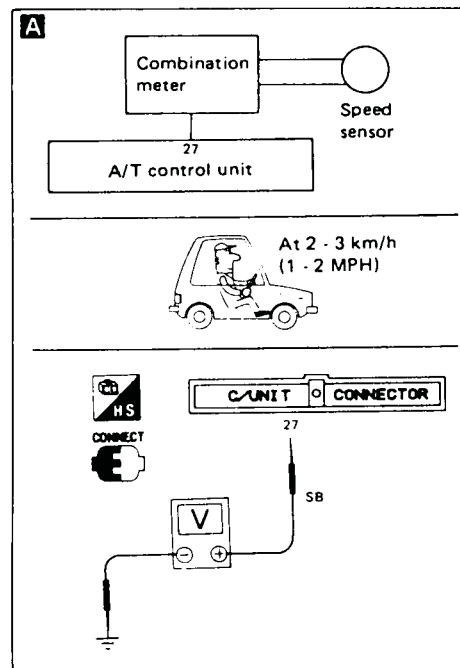 A
Combination
meter
Speed
sensor
27
A/T control unit
At 2 - 3 km/h
(1 - 2 MPH)
HS
C/UNIT CONNECTOR
CONNECT
27
SB
V
- +